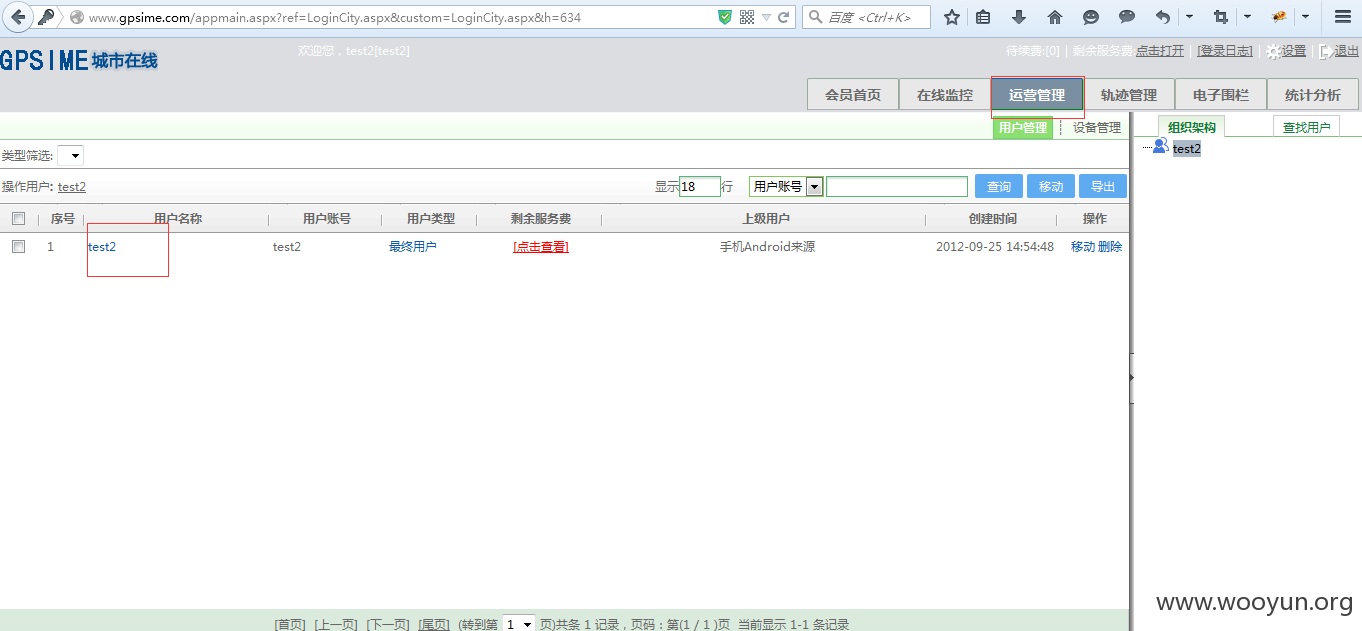 www.gpsime.com/appmain.aspx?ref=LoginCity.aspx&custom=LoginCity.aspx&h=634
百度 <Ctrl+K>
GPSIME 城市在线
欢迎您，test2[test2]
待续费:[0] | 剩余服务费 点击打开 | [登录日志] | 设置 | 退出
会员首页 在线监控 运营管理 轨迹管理 电子围栏 统计分析
用户管理 设备管理
组织架构 查找用户
test2
类型筛选:
操作用户: test2
显示 18 行 用户账号 查询 移动 导出
序号 用户名称 用户账号 用户类型 剩余服务费 上级用户 创建时间 操作
1 test2 test2 最终用户 [点击查看] 手机Android来源 2012-09-25 14:54:48 移动 删除
www.wooyun.org
[首页] [上一页] [下一页] [尾页] (转到第 1 页)共条 1 记录，页码：第(1 / 1 )页 当前显示 1-1 条记录